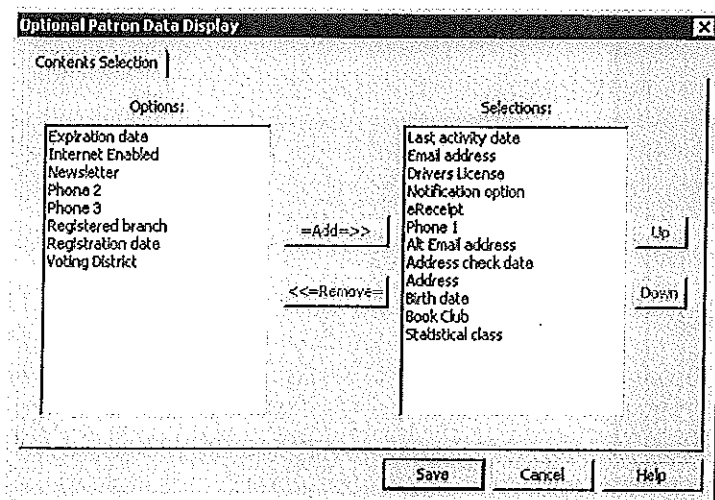 Optional Patron Data Display
Contents Selection
Options:
Expiration date
Internet Enabled
Newsletter
Phone 2
Phone 3
Registered branch
Registration date
Voting District
=Add=>>
<<=Remove=
Selections:
Last activity date
Email address
Drivers License
Notification option
eReceipt
Phone 1
Alt Email address
Address check date
Address
Birth date
Book Club
Statistical class
Up
Down
Save
Cancel
Help